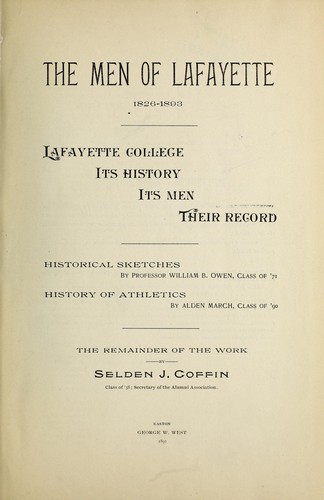 THE MEN OF LAFAYETTE
1826-1893
LAFAYETTE COLLEGE
ITS HISTORY
ITS MEN
THEIR RECORD
HISTORICAL SKETCHES
BY PROFESSOR WILLIAM B. OWEN, CLASS OF '71
HISTORY OF ATHLETICS
BY ALDEN MARCH, CLASS OF '90
THE REMAINDER OF THE WORK
BY
SELDEN J. COFFIN
Class of '58; Secretary of the Alumni Association.
EASTON
GEORGE W. WEST